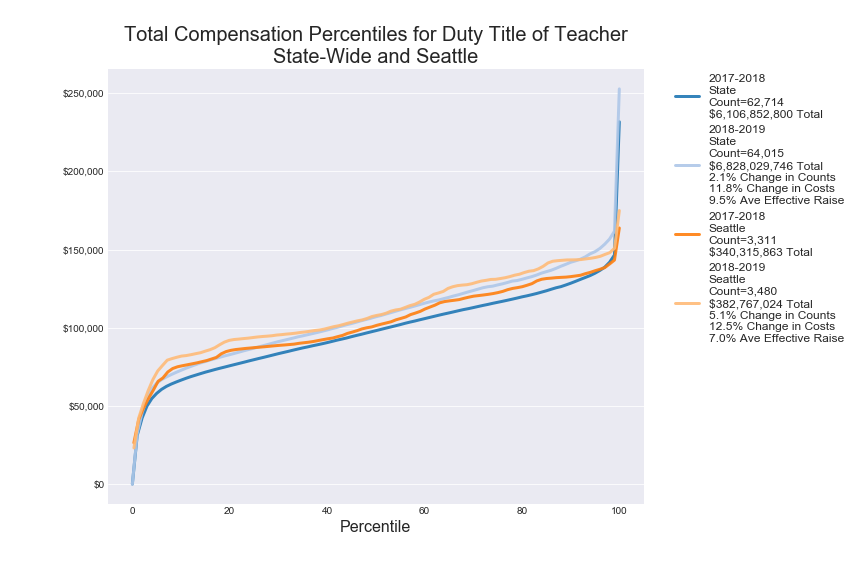 Total Compensation Percentiles for Duty Title of Teacher
State-Wide and Seattle
$250,000
$200,000
$150,000
$100,000
$50,000
$0
0
20
40
60
80
100
Percentile
2017-2018
State
Count=62,714
$6,106,852,800 Total
2018-2019
State
Count=64,015
$6,828,029,746 Total
2.1% Change in Counts
11.8% Change in Costs
9.5% Ave Effective Raise
2017-2018
Seattle
Count=3,311
$340,315,863 Total
2018-2019
Seattle
Count=3,480
$382,767,024 Total
5.1% Change in Counts
12.5% Change in Costs
7.0% Ave Effective Raise